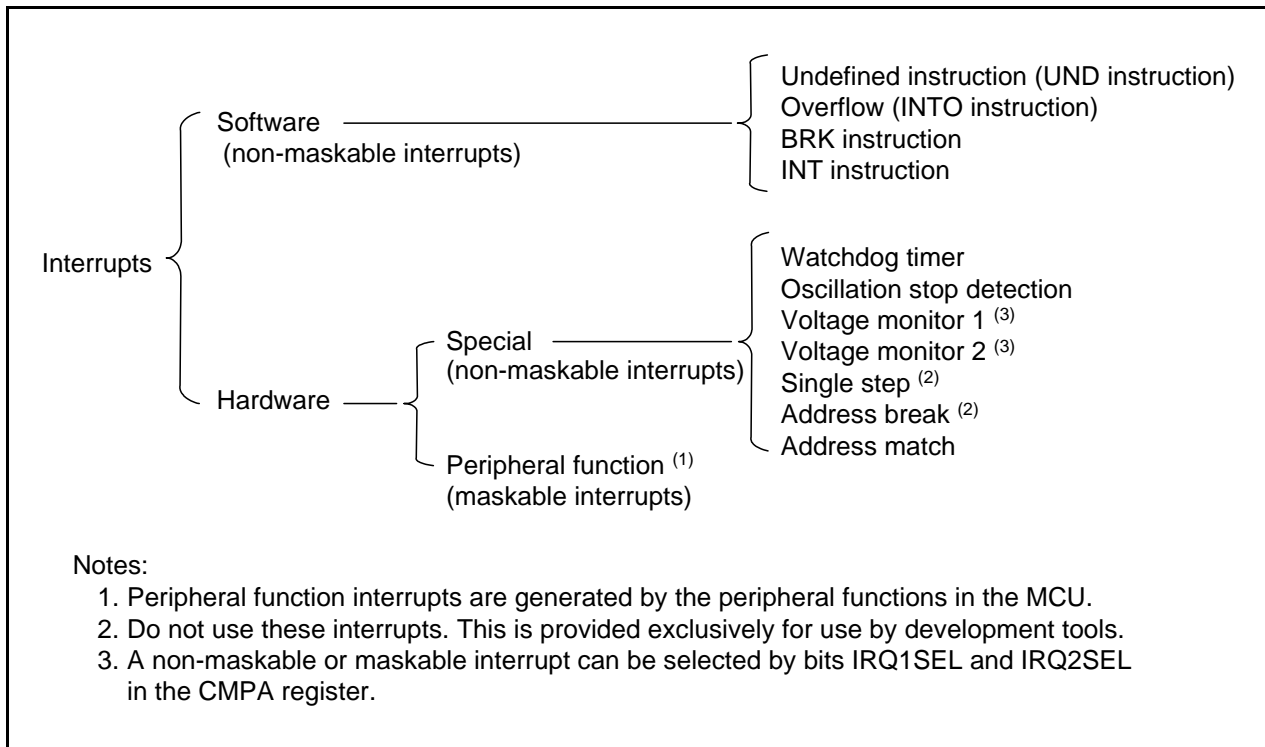 Interrupts
Software
(non-maskable interrupts)
Undefined instruction (UND instruction)
Overflow (INTO instruction)
BRK instruction
INT instruction
Hardware
Special
(non-maskable interrupts)
Watchdog timer
Oscillation stop detection
Voltage monitor 1 (3)
Voltage monitor 2 (3)
Single step (2)
Address break (2)
Address match
Peripheral function (1)
(maskable interrupts)
Notes:
1. Peripheral function interrupts are generated by the peripheral functions in the MCU.
2. Do not use these interrupts. This is provided exclusively for use by development tools.
3. A non-maskable or maskable interrupt can be selected by bits IRQ1SEL and IRQ2SEL
in the CMPA register.